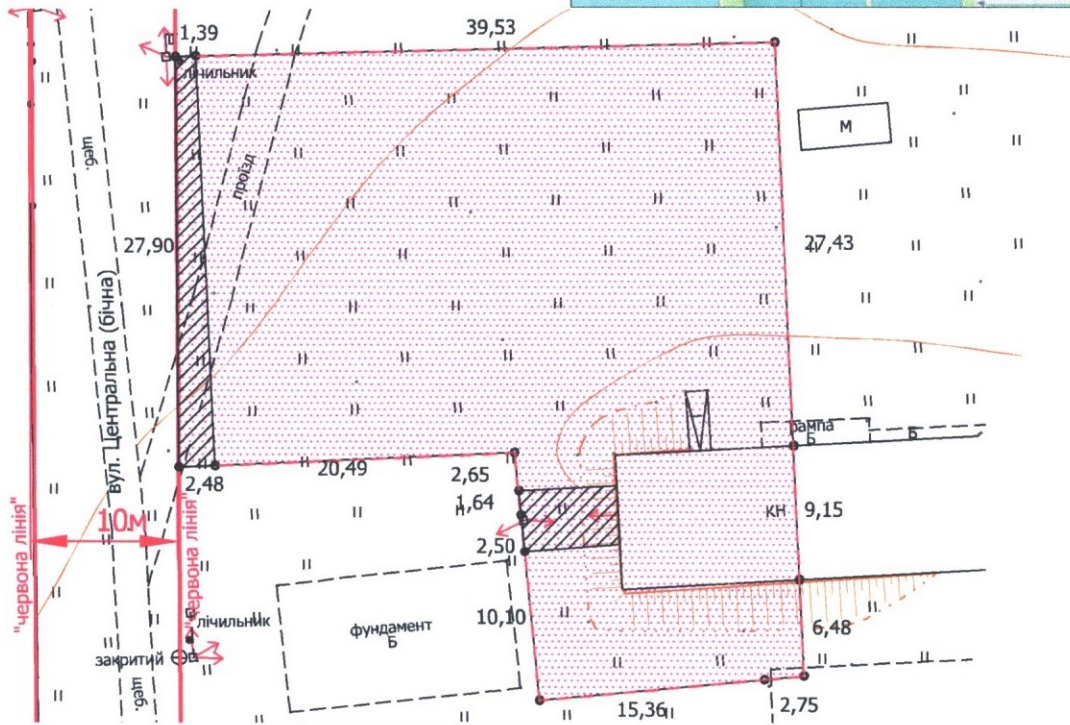 1,39
39,53
лічильник
щеб.
М
проїзд
27,90
27,43
вул. Центральна (бічна)
рампа
Б
Б
20,49
2,65
2,48
1,64
"червона лінія"
"червона лінія"
10м
КН
9,15
2,50
10,10
лічильник
фундамент
Б
6,48
закритий
щеб.
15,36
2,75